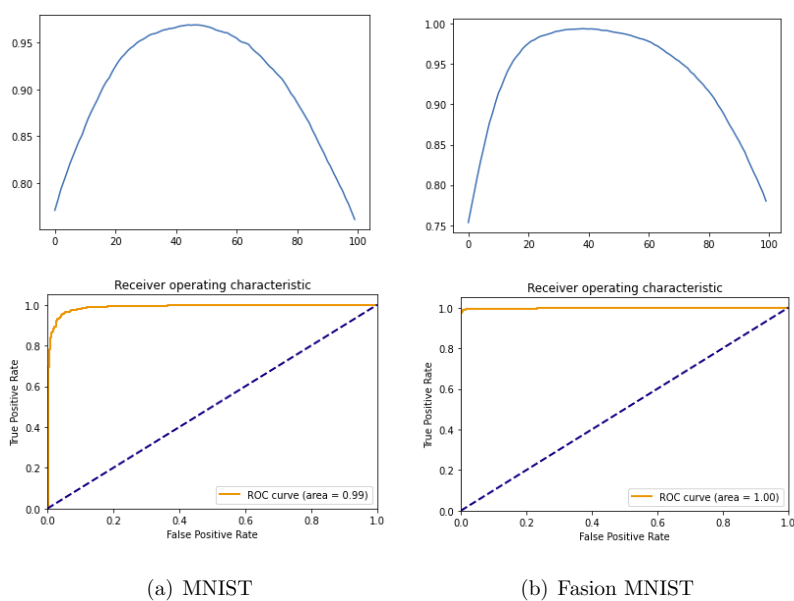 0.95
0.90
0.85
0.80
0 20 40 60 80 100
1.00
0.95
0.90
0.85
0.80
0.75
0 20 40 60 80 100
Receiver operating characteristic
True Positive Rate
1.0
0.8
0.6
0.4
0.2
0.0
ROC curve (area = 0.99)
0.0 0.2 0.4 0.6 0.8 1.0
False Positive Rate
Receiver operating characteristic
True Positive Rate
1.0
0.8
0.6
0.4
0.2
0.0
ROC curve (area = 1.00)
0.0 0.2 0.4 0.6 0.8 1.0
False Positive Rate
(a) MNIST
(b) Fasion MNIST